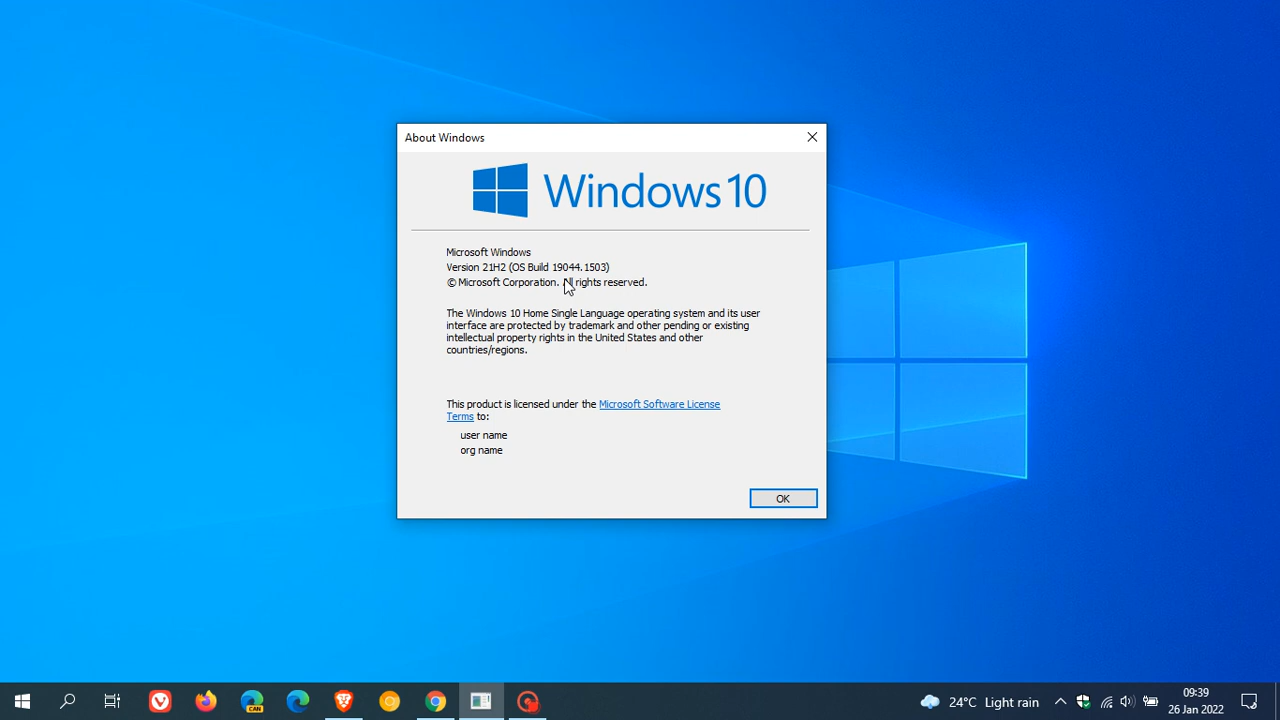 About Windows
Windows 10
Microsoft Windows
Version 21H2 (OS Build 19044.1503)
© Microsoft Corporation. All rights reserved.
The Windows 10 Home Single Language operating system and its user
interface are protected by trademark and other pending or existing
intellectual property rights in the United States and other
countries/regions.
This product is licensed under the Microsoft Software License
Terms to:
user name
org name
OK
CAN
24°C Light rain
09:39
26 Jan 2022